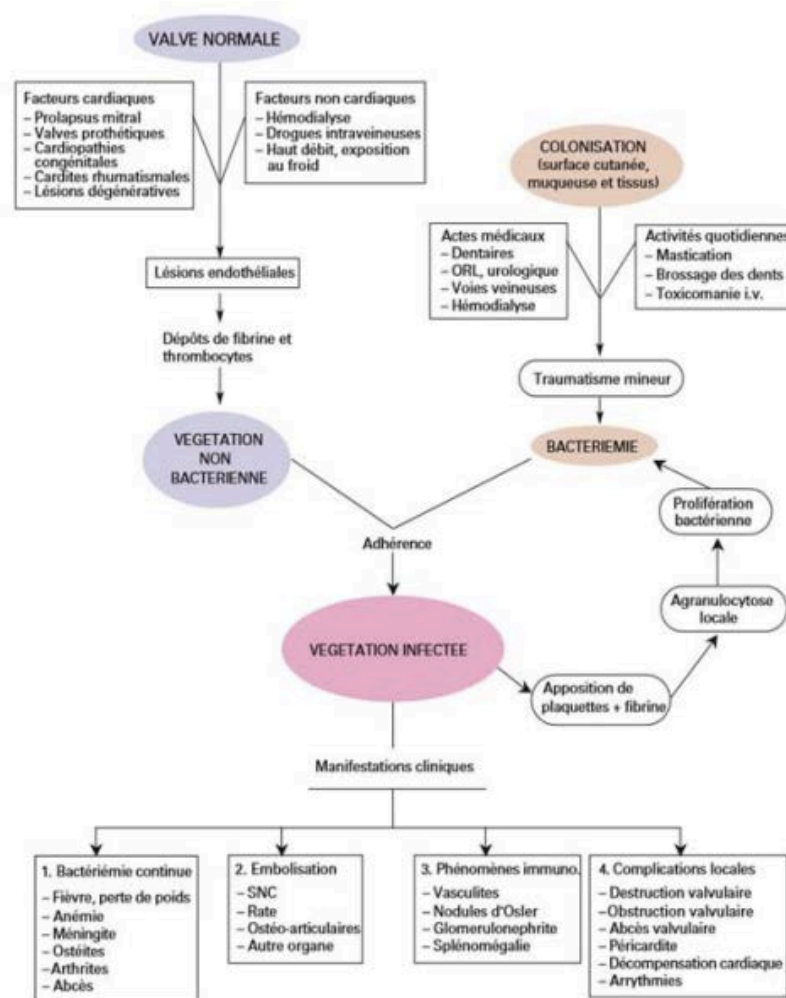 VALVE NORMALE
Facteurs cardiaques
– Prolapsus mitral
– Valves prothétiques
– Cardiopathies
congénitales
– Cardites rhumatismales
– Lésions dégénératives
Facteurs non cardiaques
– Hémodialyse
– Drogues intraveineuses
– Haut débit, exposition
au froid
COLONISATION
(surface cutanée,
muqueuse et tissus)
Actes médicaux
– Dentaires
– ORL, urologique
– Voies veineuses
– Hémodialyse
Activités quotidiennes
– Mastication
– Brossage des dents
– Toxicomanie i.v.
Lésions endothéliales
Dépôts de fibrine et
thrombocytes
Traumatisme mineur
VEGETATION
NON
BACTERIENNE
BACTERIEMIE
Prolifération
bactérienne
Adhérence
Agranulocytose
locale
VEGETATION INFECTEE
Apposition de
plaquettes + fibrine
Manifestations cliniques
1. Bactériémie continue
– Fièvre, perte de poids
– Anémie
– Méningite
– Ostéites
– Arthrites
– Abcès
2. Embolisation
– SNC
– Rate
– Ostéo-articulaires
– Autre organe
3. Phénomènes immuno.
– Vasculites
– Nodules d'Osler
– Glomerulonephrite
– Splénomégalie
4. Complications locales
– Destruction valvulaire
– Obstruction valvulaire
– Abcès valvulaire
– Péricardite
– Décompensation cardiaque
– Arrythmies